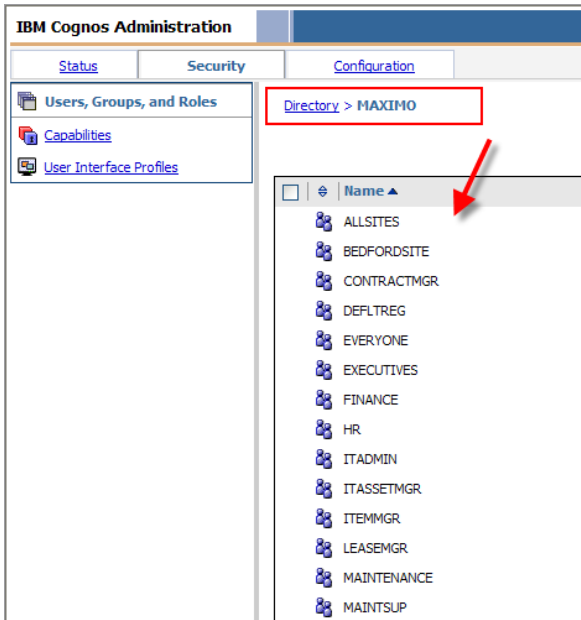 IBM Cognos Administration
Status Security Configuration
Users, Groups, and Roles
Capabilities
User Interface Profiles
Directory > MAXIMO
Name
ALLSITES
BEDFORDSITE
CONTRACTMGR
DEFLTREG
EVERYONE
EXECUTIVES
FINANCE
HR
ITADMIN
ITASSETMGR
ITEMMGR
LEASEMGR
MAINTENANCE
MAINTSUP